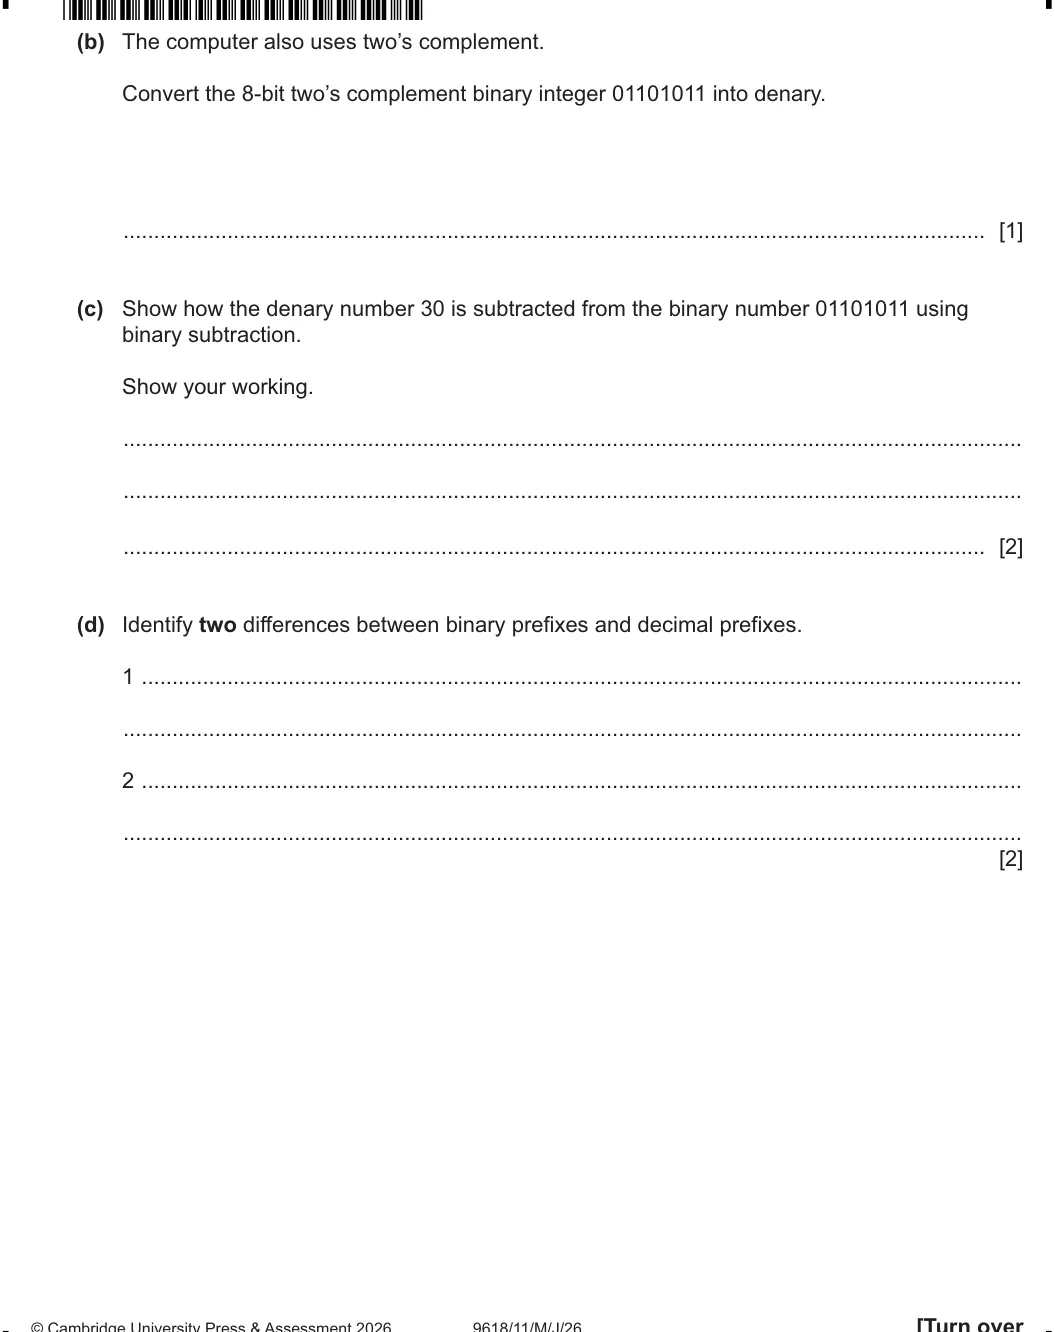 (b) The computer also uses two’s complement.
Convert the 8-bit two’s complement binary integer 01101011 into denary.
.......................................................................................................................................... [1]
(c) Show how the denary number 30 is subtracted from the binary number 01101011 using
binary subtraction.
Show your working.
................................................................................................................................................
................................................................................................................................................
.......................................................................................................................................... [2]
(d) Identify two differences between binary prefixes and decimal prefixes.
1 .............................................................................................................................................
................................................................................................................................................
2 .............................................................................................................................................
................................................................................................................................................
[2]
© Cambridge University Press & Assessment 2026 9618/11/M/J/26 [Turn over